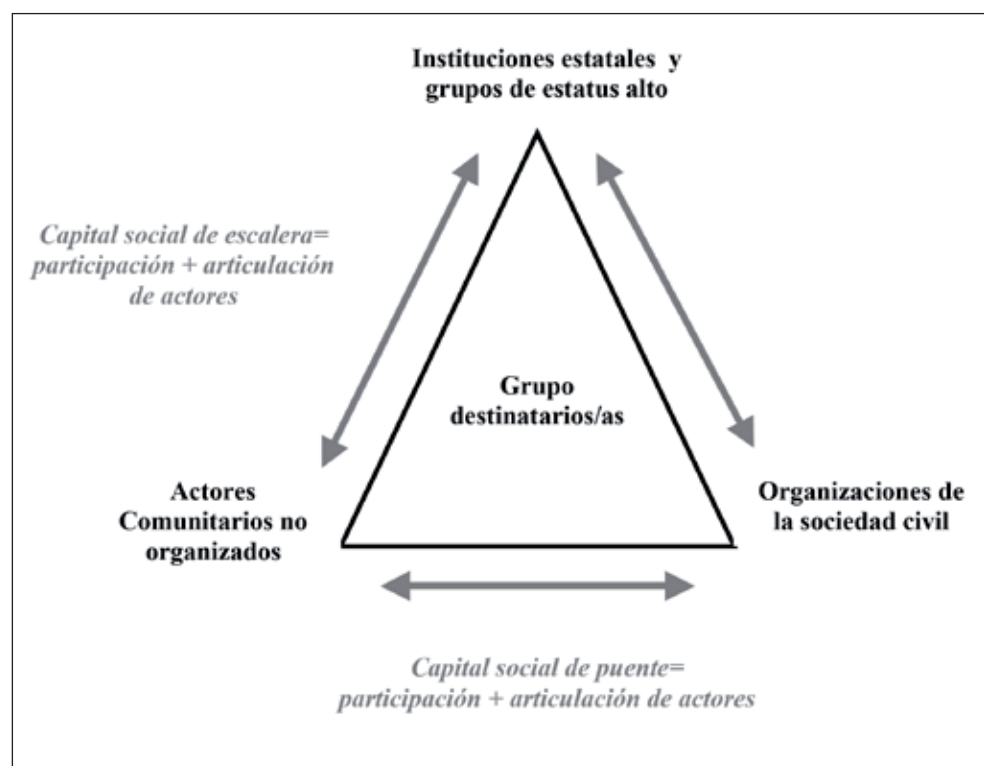 Instituciones estatales y
grupos de estatus alto
Capital social de escalera=
participación + articulación
de actores
Grupo
destinatarios/as
Actores
Comunitarios no
organizados
Organizaciones de
la sociedad civil
Capital social de puente=
participación + articulación de actores